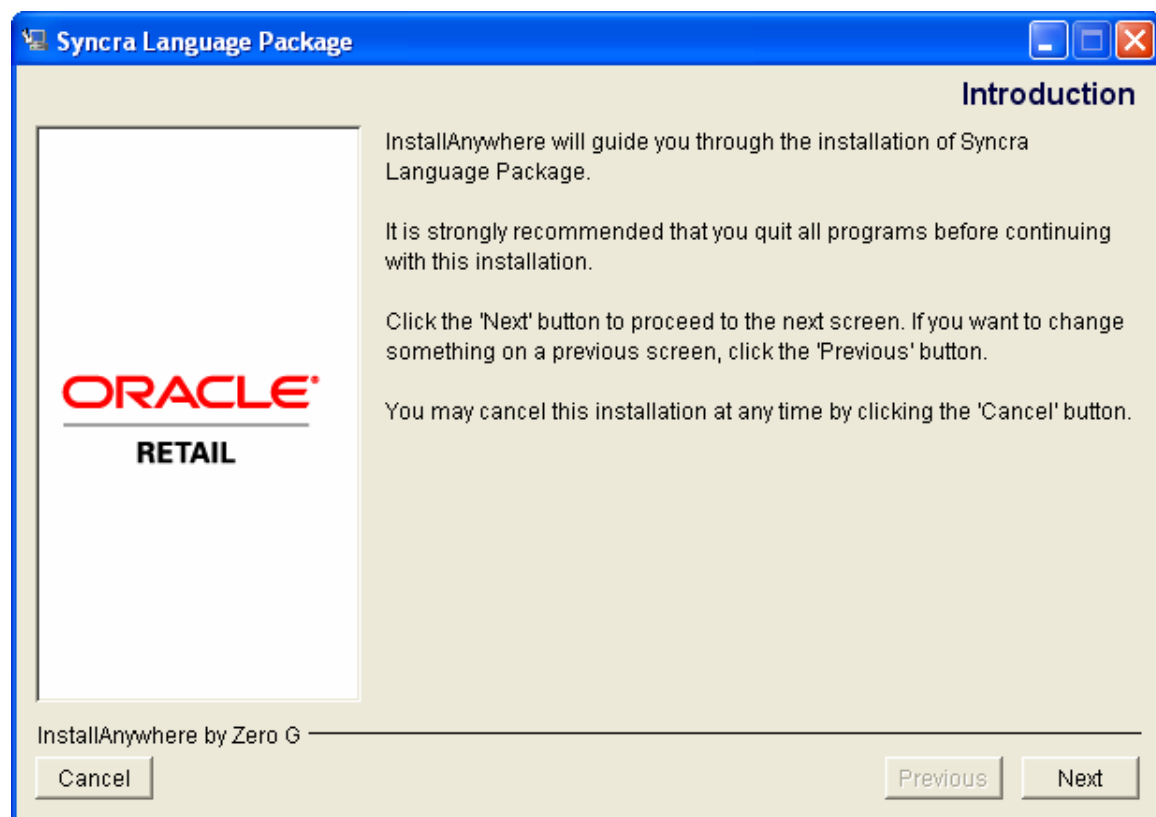 Syncra Language Package
Introduction
InstallAnywhere will guide you through the installation of Syncra
Language Package.
It is strongly recommended that you quit all programs before continuing
with this installation.
Click the 'Next' button to proceed to the next screen. If you want to change
something on a previous screen, click the 'Previous' button.
You may cancel this installation at any time by clicking the 'Cancel' button.
ORACLE
RETAIL
InstallAnywhere by Zero G
Cancel
Previous
Next